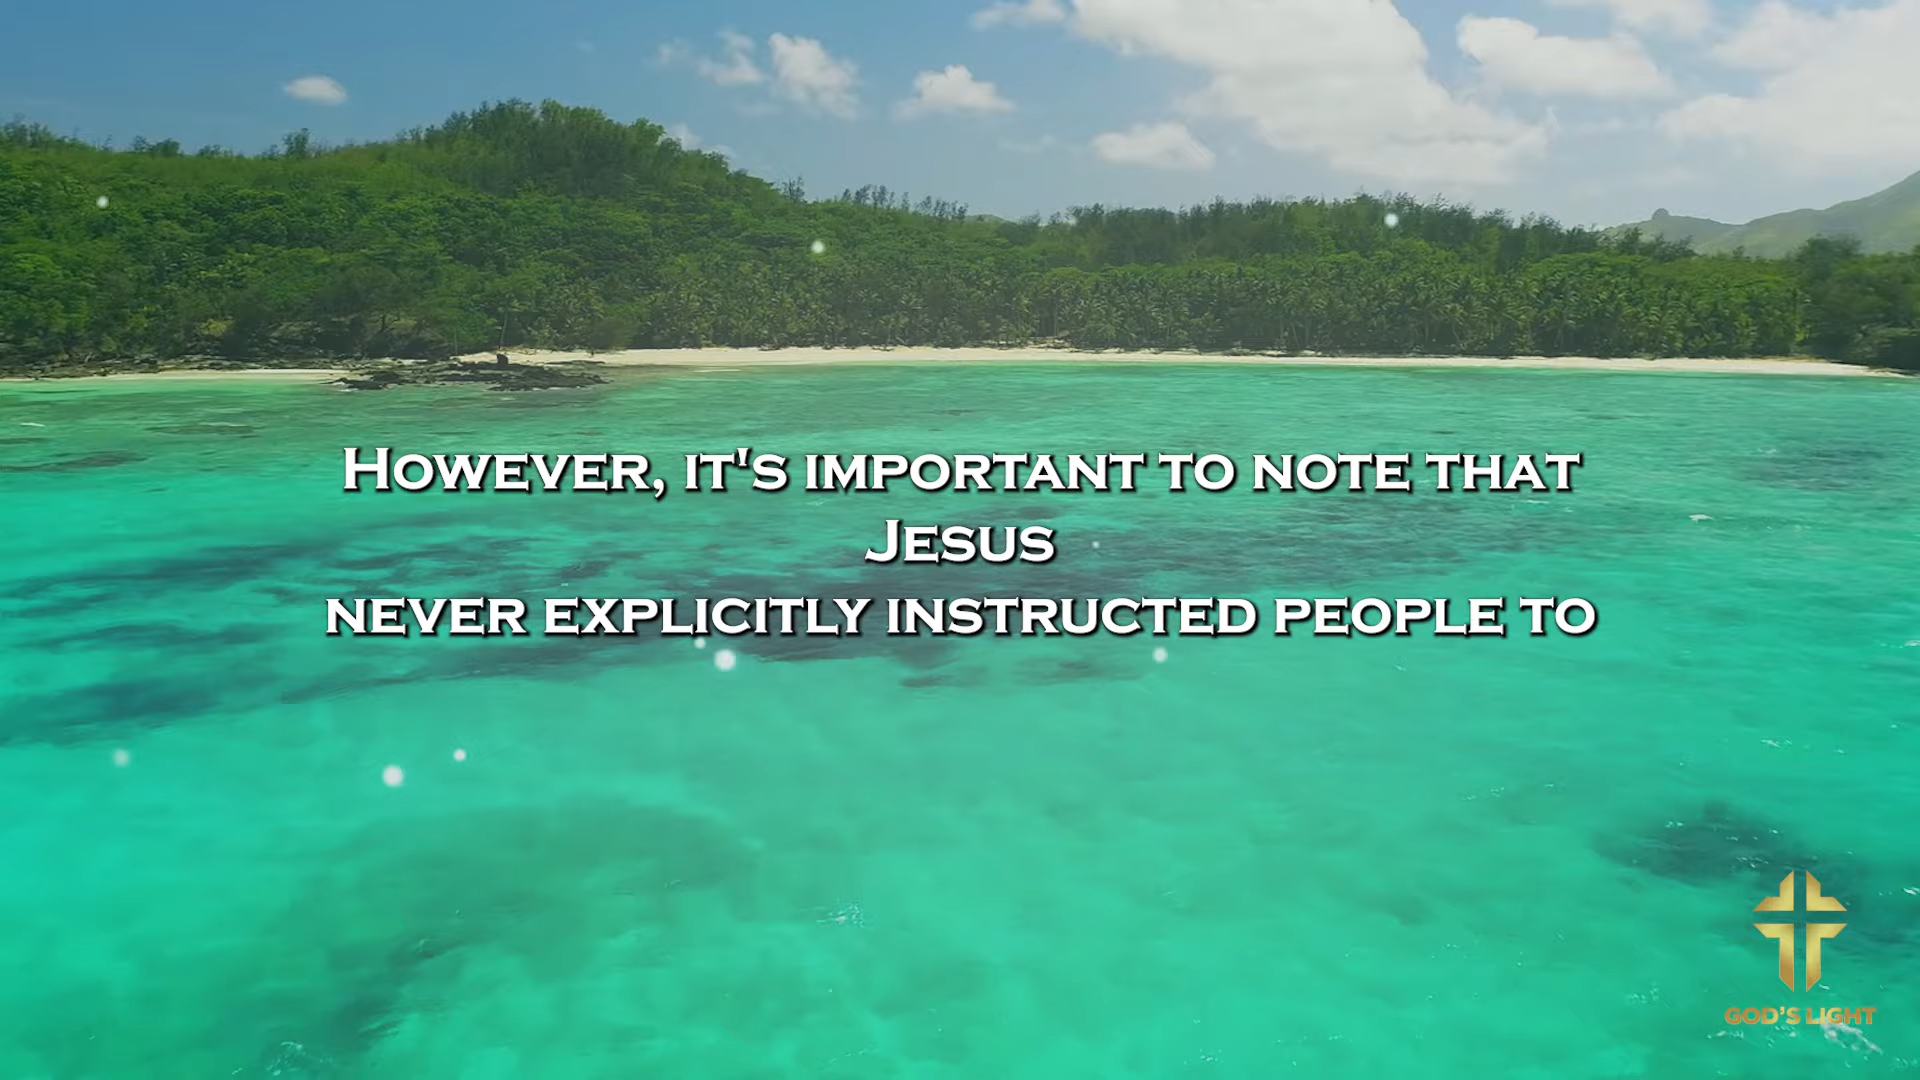 However, it's important to note that
Jesus
never explicitly instructed people to
GOD'S LIGHT